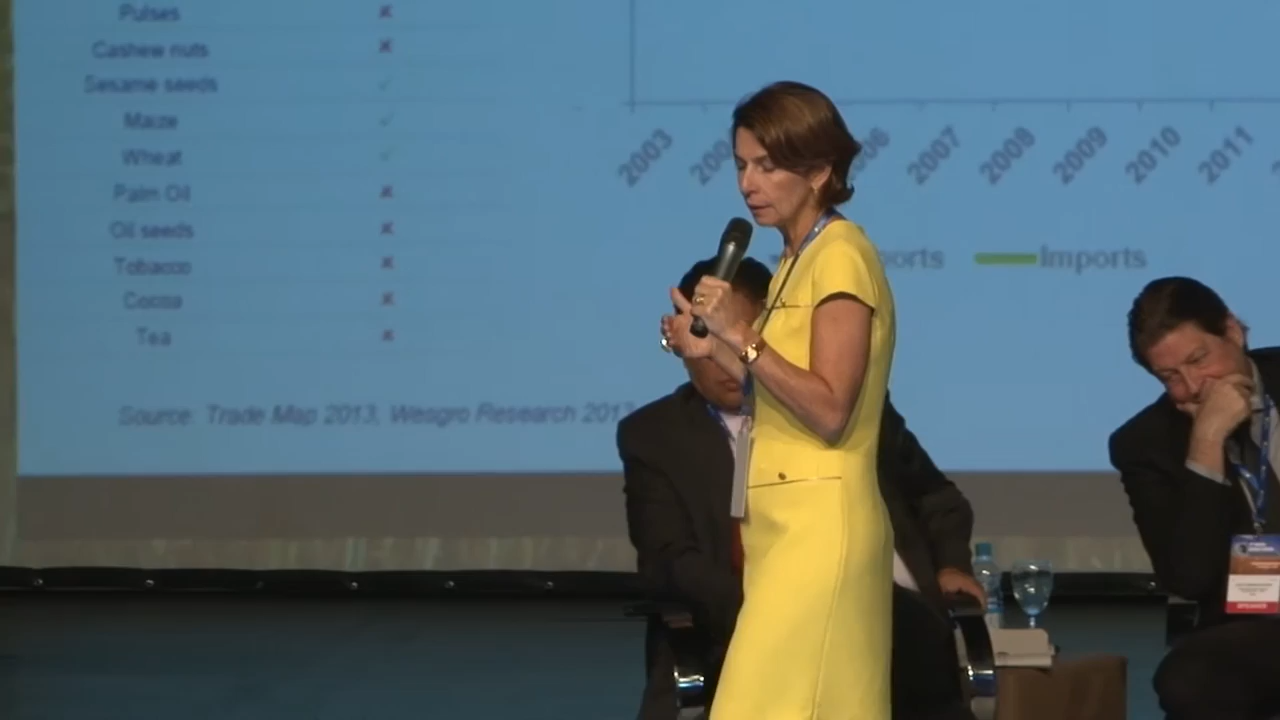 Pulses
Cashew nuts
Sesame seeds
Maize
Wheat
Palm Oil
Oil seeds
Tobacco
Cocoa
Tea
Source: Trade Map 2013, Wesgro Research 2013
2003
2007
2008
2009
2010
2011
Imports
SPEAKER